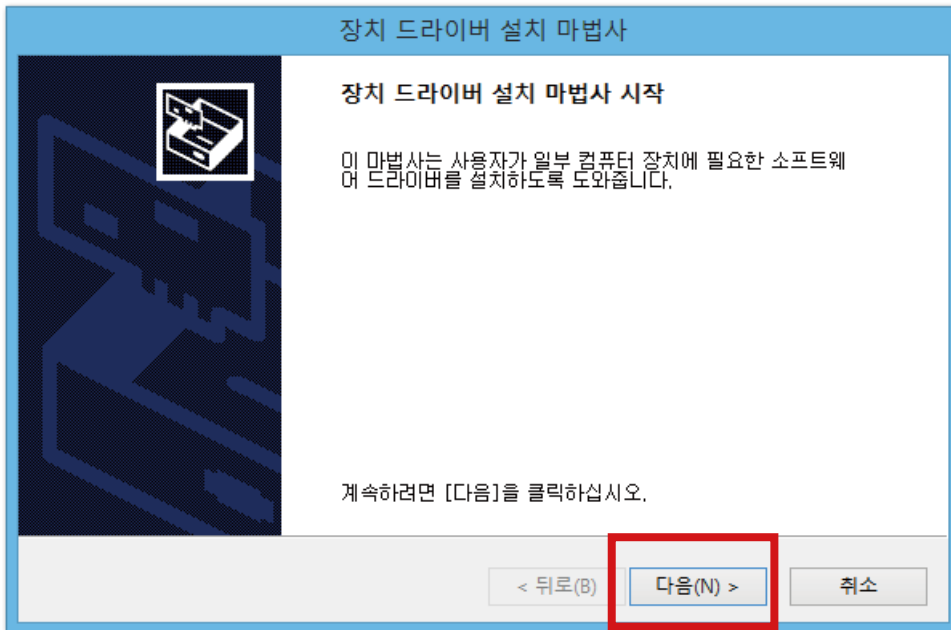 장치 드라이버 설치 마법사
장치 드라이버 설치 마법사 시작
이 마법사는 사용자가 일부 컴퓨터 장치에 필요한 소프트웨
어 드라이버를 설치하도록 도와줍니다.
계속하려면 [다음]을 클릭하십시오.
< 뒤로(B) 다음(N) > 취소